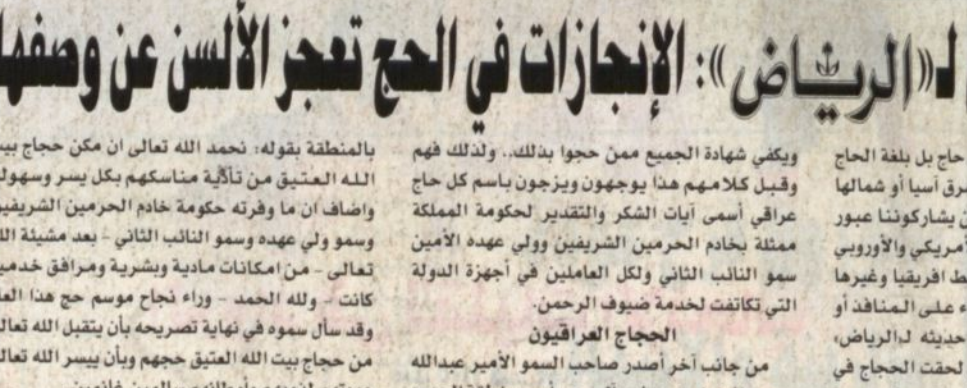 لـ«الرياض»: الإنجازات في الحج تعجز الألسن عن وصفها
حاج بل بلغة الحاج
رق آسيا أو شمالها
ن يشاركوننا عبور
أمريكي والأوروبي
ط افريقيا وغيرها
ء على المنافذ أو
حديثه لـ«الرياض»
لحقت الحجاج في
ويكفي شهادة الجميع ممن حجوا بذلك.. ولذلك فهم
وقبل كلامهم هذا يوجهون ويزجون باسم كل حاج
عراقي أسمى آيات الشكر والتقدير لحكومة المملكة
ممثلة بخادم الحرمين الشريفين وولي عهده الأمين
سمو النائب الثاني ولكل العاملين في أجهزة الدولة
التي تكاتفت لخدمة ضيوف الرحمن.
الحجاج العراقيون
من جانب آخر أصدر صاحب السمو الأمير عبدالله
بالمنطقة بقوله: نحمد الله تعالى ان مكن حجاج بيت
الله العتيق من تأدية مناسكهم بكل يسر وسهول
واضاف ان ما وفرته حكومة خادم الحرمين الشريفين
وسمو ولي عهده وسمو النائب الثاني - بعد مشيئة الل
تعالى - من امكانات مادية وبشرية ومرافق خدمي
كانت - ولله الحمد - وراء نجاح موسم حج هذا العا
وقد سأل سموه في نهاية تصريحه بأن يتقبل الله تعال
من حجاج بيت الله العتيق حجهم وبأن ييسر الله تعال